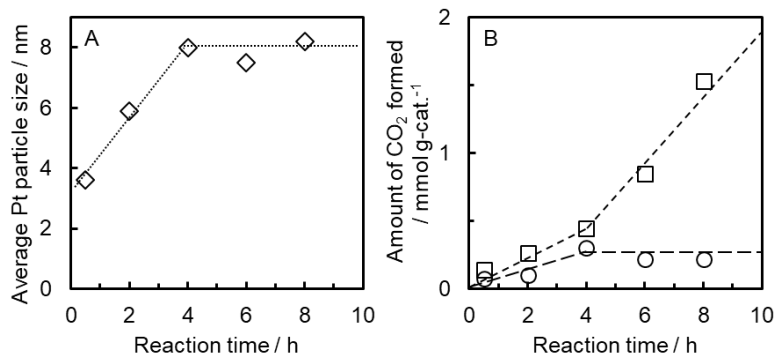 A
Average Pt particle size / nm
10
8
6
4
2
0
0 2 4 6 8 10
Reaction time / h
B
Amount of CO₂ formed
/ mmol g-cat.⁻¹
2
1
0
0 2 4 6 8 10
Reaction time / h